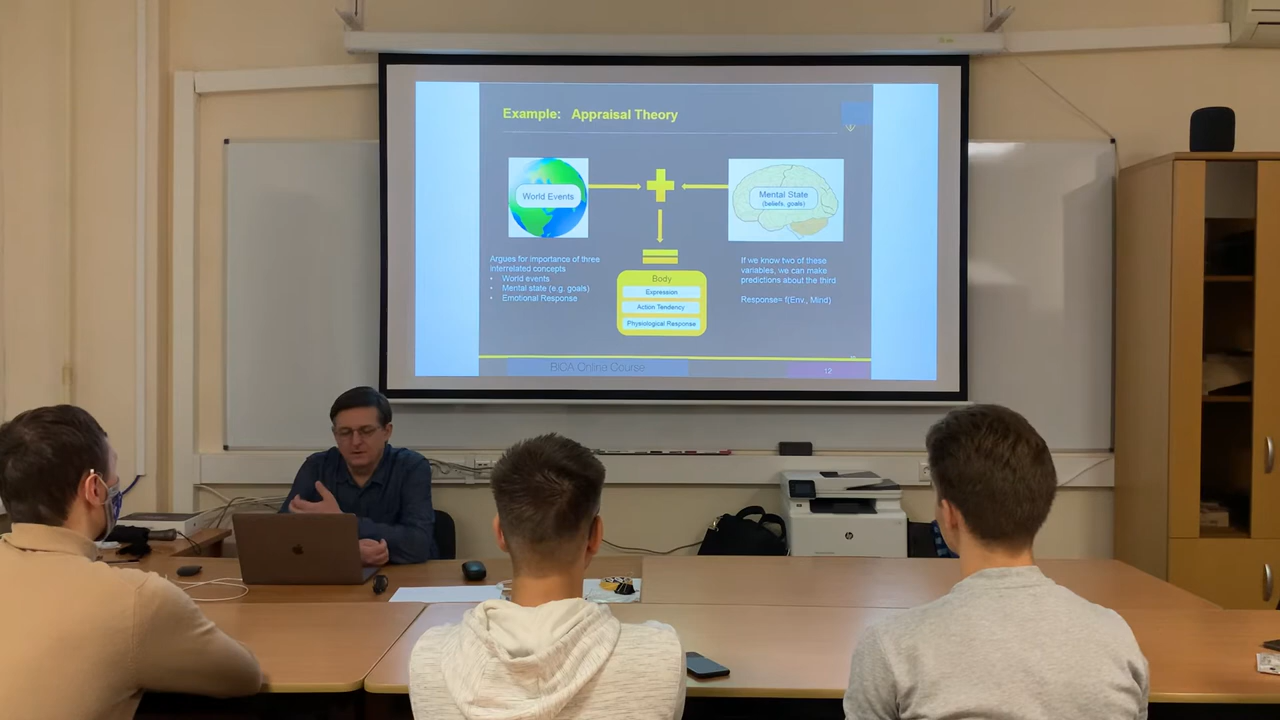 Example: Appraisal Theory
World Events
Mental State
(beliefs, goals)
Argues for importance of three
interrelated concepts
• World events
• Mental state (e.g. goals)
• Emotional Response
Body
Expression
Action Tendency
Physiological Response
If we know two of these
variables, we can make
predictions about the third
Response= f(Env., Mind)
BICA Online Course
12
hp